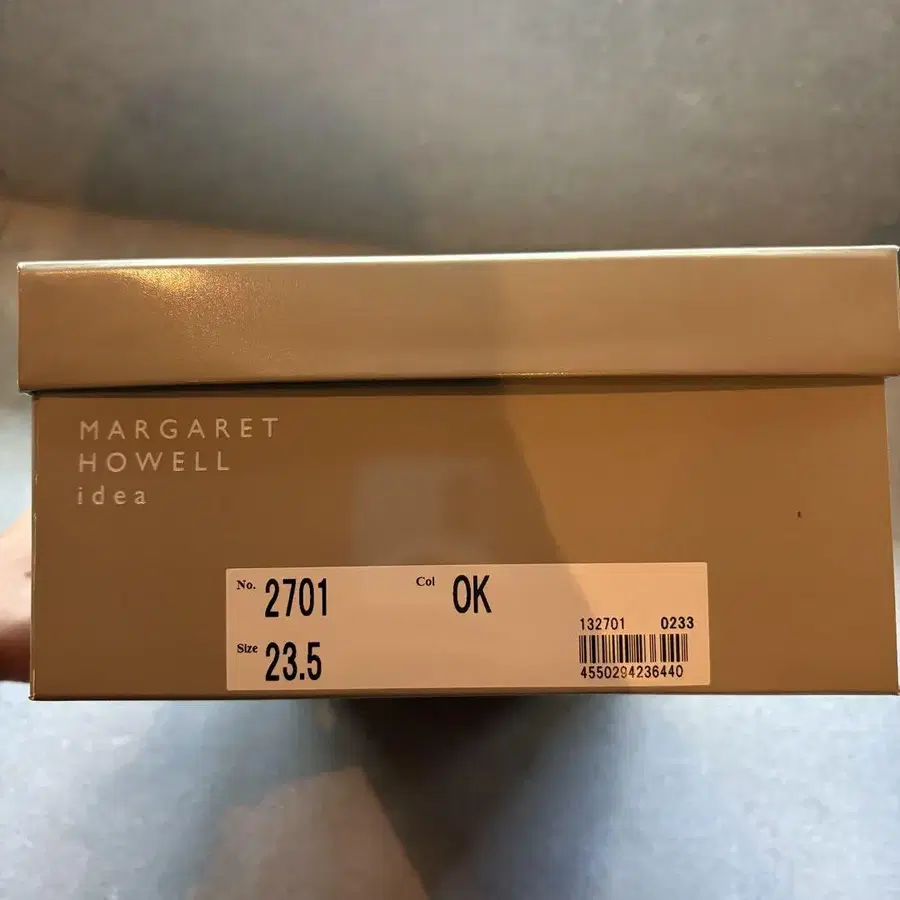 MARGARET
HOWELL
idea
No. 2701 Col OK
Size 23.5
132701 0233
4550294236440